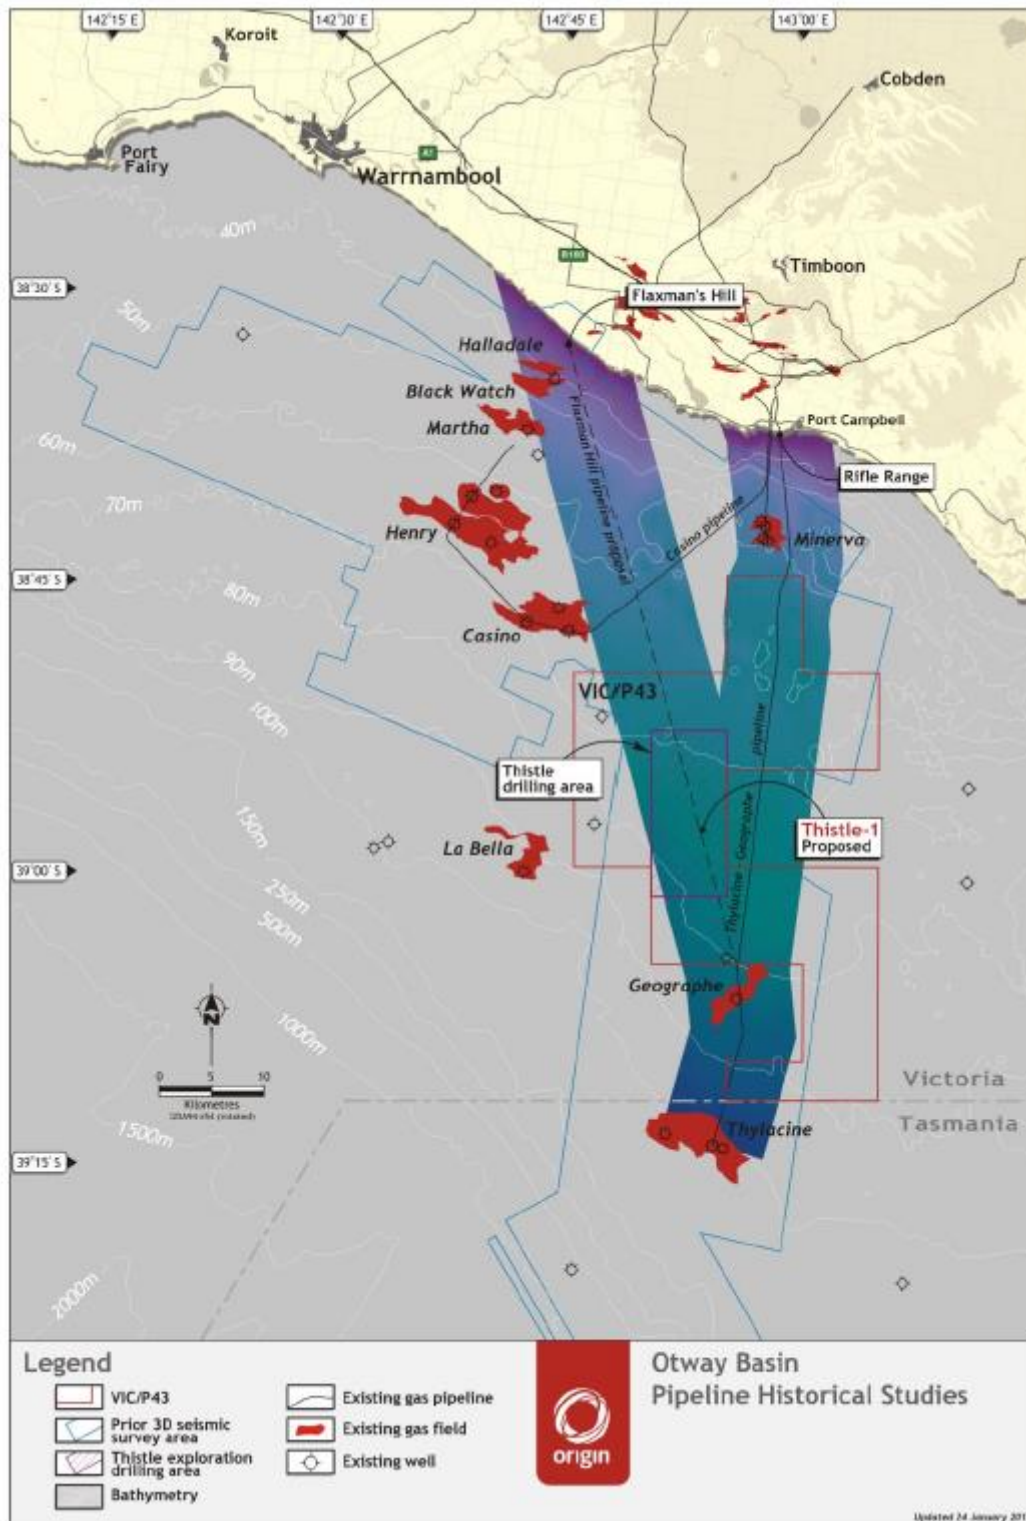 142°15' E
142°30' E
142°45' E
143°00' E
Koroit
Cobden
Port
Fairy
A1
Warrnambool
40m
B100
Timboon
38°30' S
Flaxman's Hill
50m
Halladale
Black Watch
Martha
Flaxman Hill pipeline proposal
Port Campbell
60m
Rifle Range
70m
Henry
Casino pipeline
Minerva
38°45' S
80m
Casino
90m
VIC/P43
100m
Thistle
drilling area
150m
Thistle-1
Proposed
La Bella
39°00' S
250m
500m
Thylacine - Geographe pipeline
Geographe
N
1000m
0 5 10
Kilometres
Victoria
Tasmania
1500m
Thylacine
39°15' S
2000m
Legend
VIC/P43
Prior 3D seismic
survey area
Thistle exploration
drilling area
Bathymetry
Existing gas pipeline
Existing gas field
Existing well
origin
Otway Basin
Pipeline Historical Studies
Updated 24 January 201